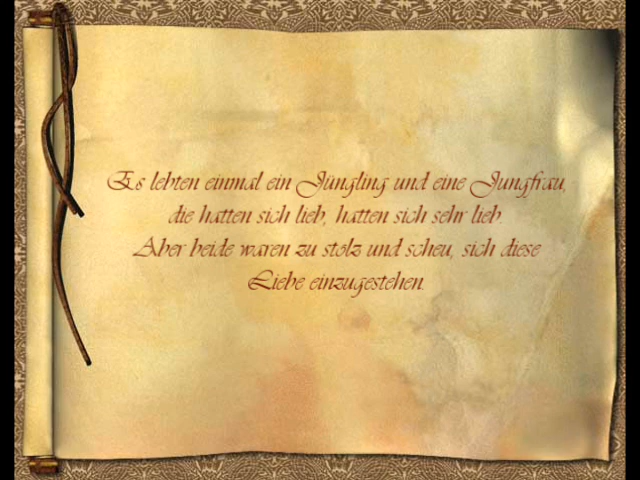 Es lebten einmal ein Jüngling und eine Jungfrau,
die hatten sich lieb, hatten sich sehr lieb.
Aber beide waren zu stolz und scheu, sich diese
Liebe einzugestehen.